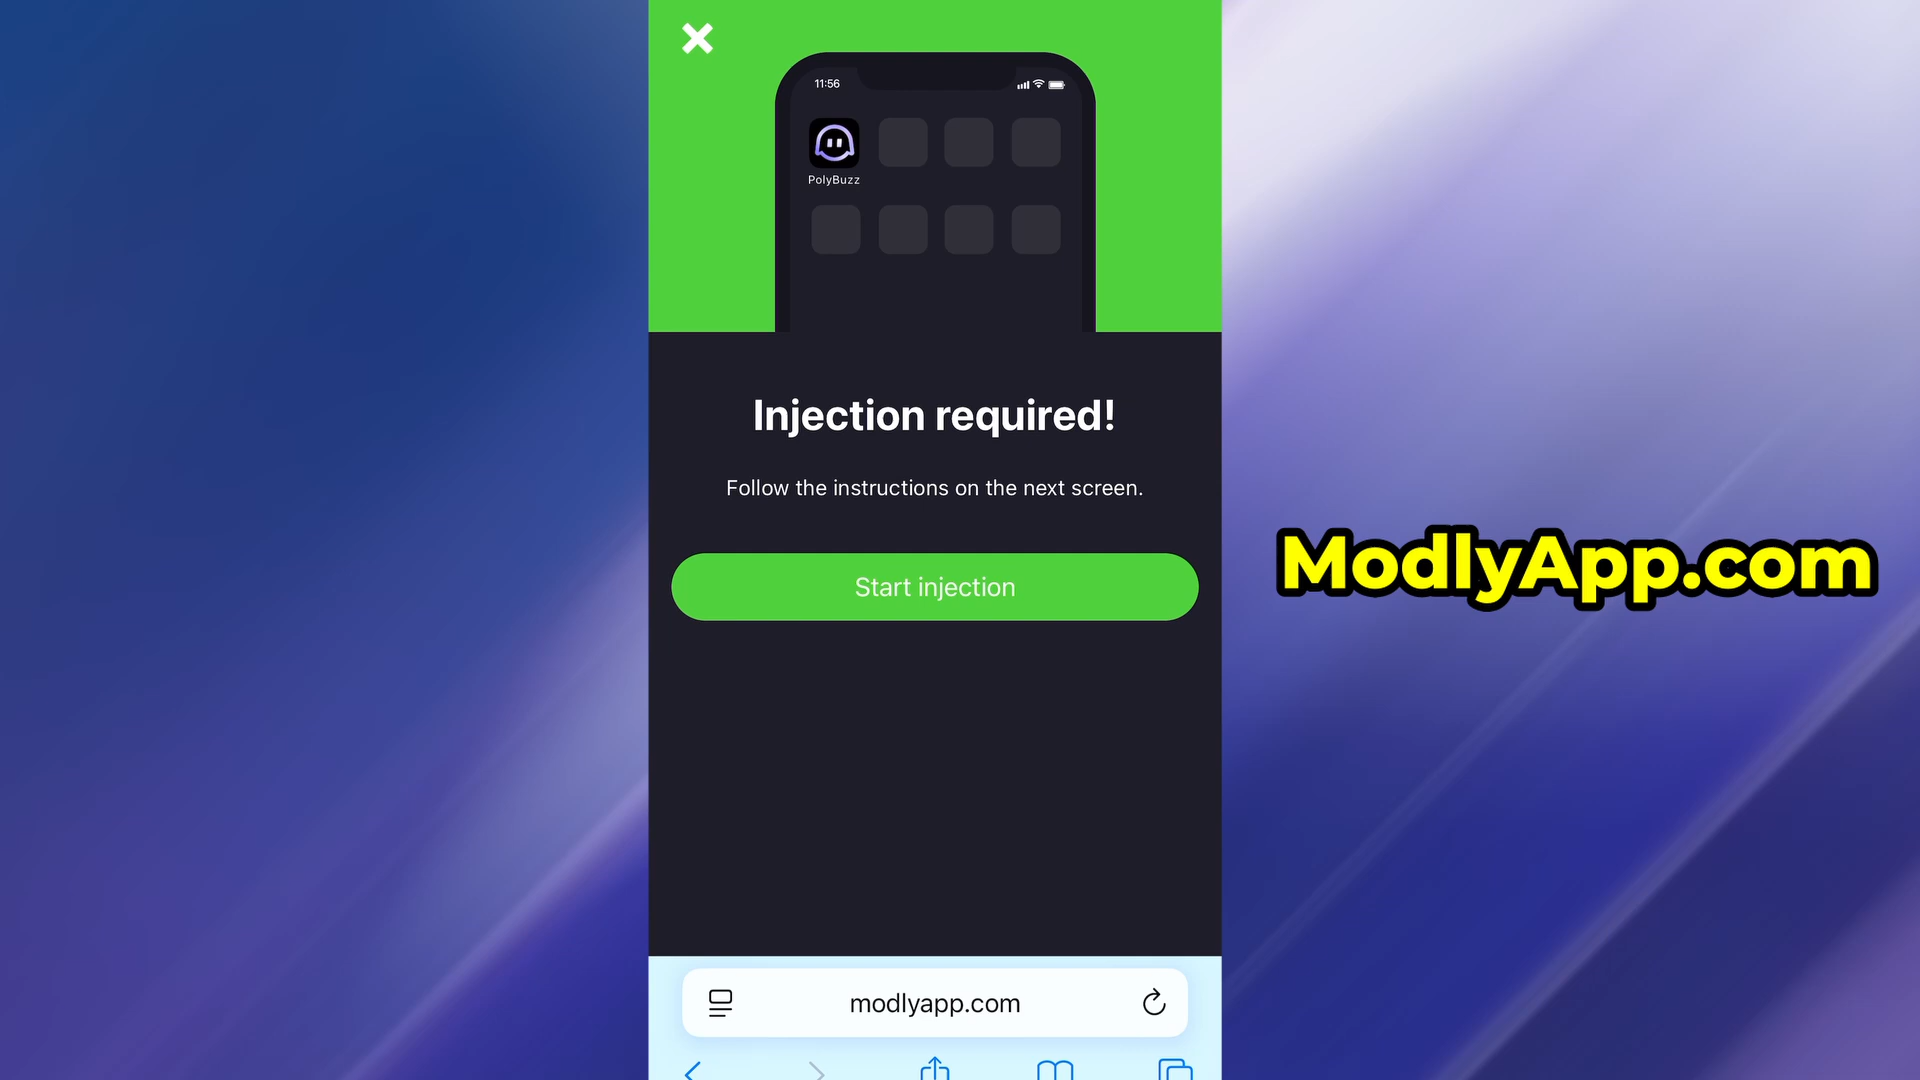 11:56
PolyBuzz
Injection required!
Follow the instructions on the next screen.
Start injection
ModlyApp.com
modlyapp.com